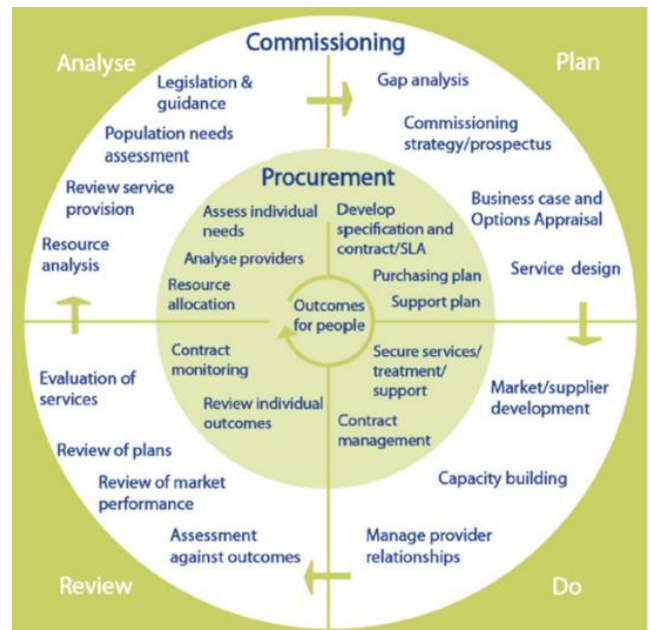 Commissioning
Analyse
Plan
Legislation &
guidance
Population needs
assessment
Review service
provision
Resource
analysis
Gap analysis
Commissioning
strategy/prospectus
Business case and
Options Appraisal
Service design
Procurement
Assess individual
needs
Analyse providers
Resource
allocation
Develop
specification and
contract/SLA
Purchasing plan
Support plan
Outcomes
for people
Contract
monitoring
Review individual
outcomes
Secure services/
treatment/
support
Contract
management
Evaluation of
services
Review of plans
Review of market
performance
Assessment
against outcomes
Market/supplier
development
Capacity building
Manage provider
relationships
Review
Do